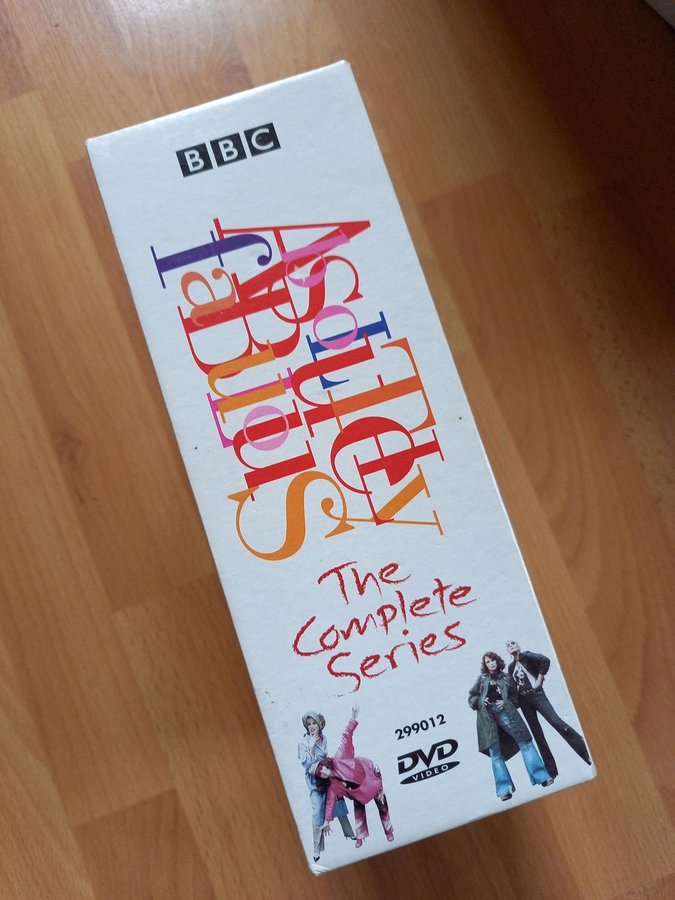 BBC
AbSolUTELy
faBUloUS
The
Complete
Series
299012
DVD
VIDEO